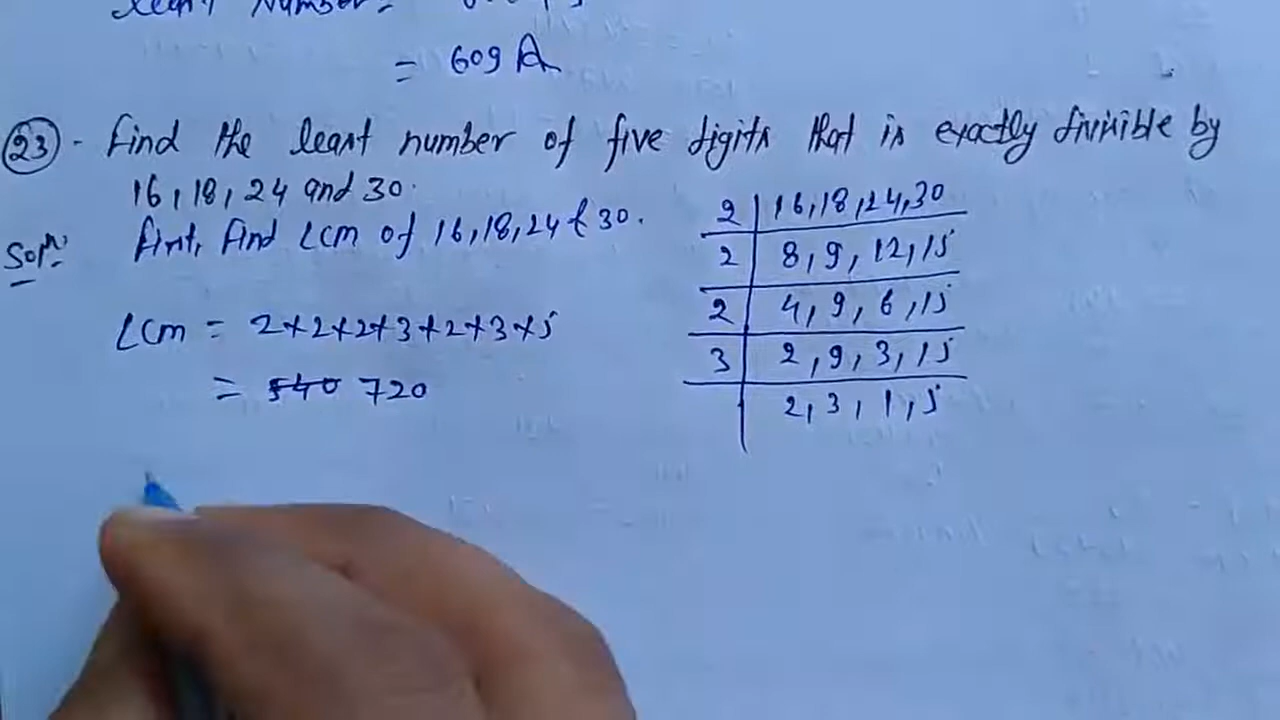 Number =
= 609 A
23 - Find the least number of five digits that is exactly divisible by
16, 18, 24 and 30.
Soln:- First, Find LCM of 16, 18, 24 & 30.
LCM = 2×2×2×3×2×3×5
= 540 720
2 | 16, 18, 24, 30
2 | 8, 9, 12, 15
2 | 4, 9, 6, 15
3 | 2, 9, 3, 15
2, 3, 1, 5